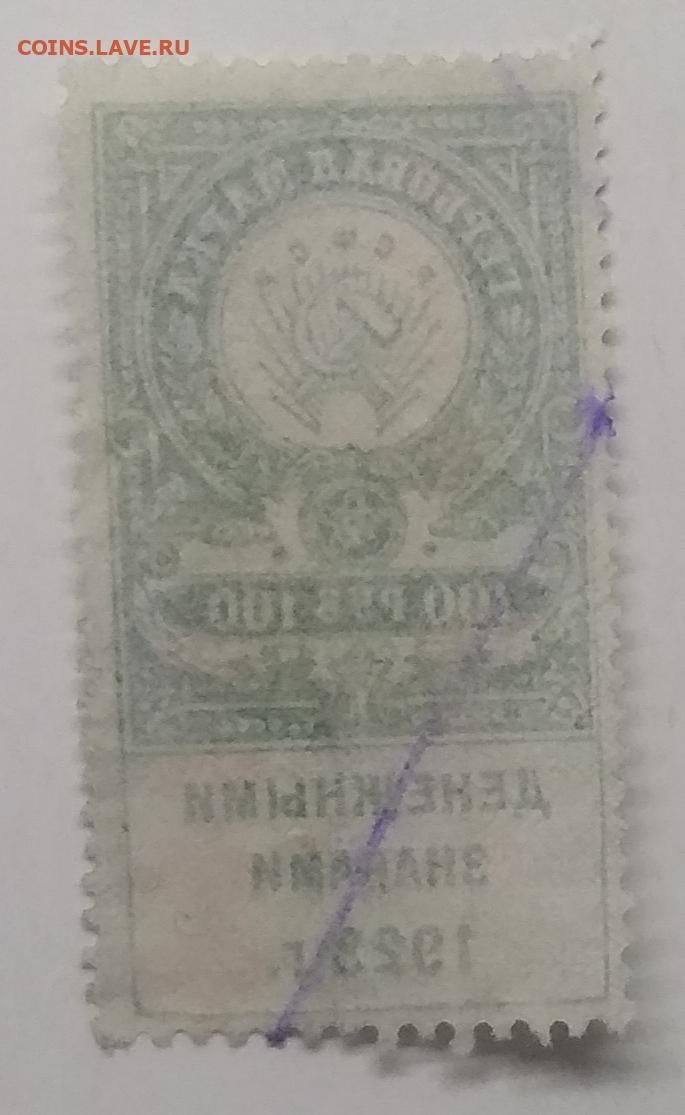 COINS.LAVE.RU
ГЕРБОВАЯ МАРКА
100 РУБ 100
ДЕНЕЖНЫМИ
ЗНАКАМИ
1923 г.